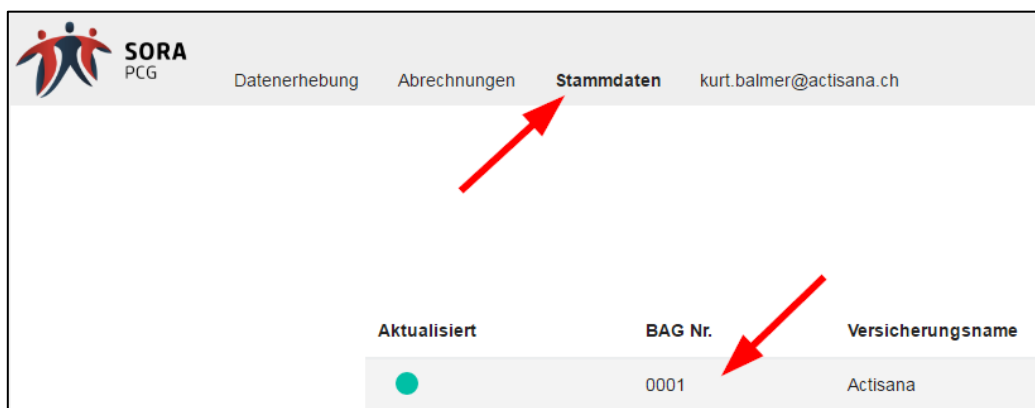 SORA
PCG
Datenerhebung Abrechnungen Stammdaten kurt.balmer@actisana.ch
Aktualisiert BAG Nr. Versicherungsname
0001 Actisana